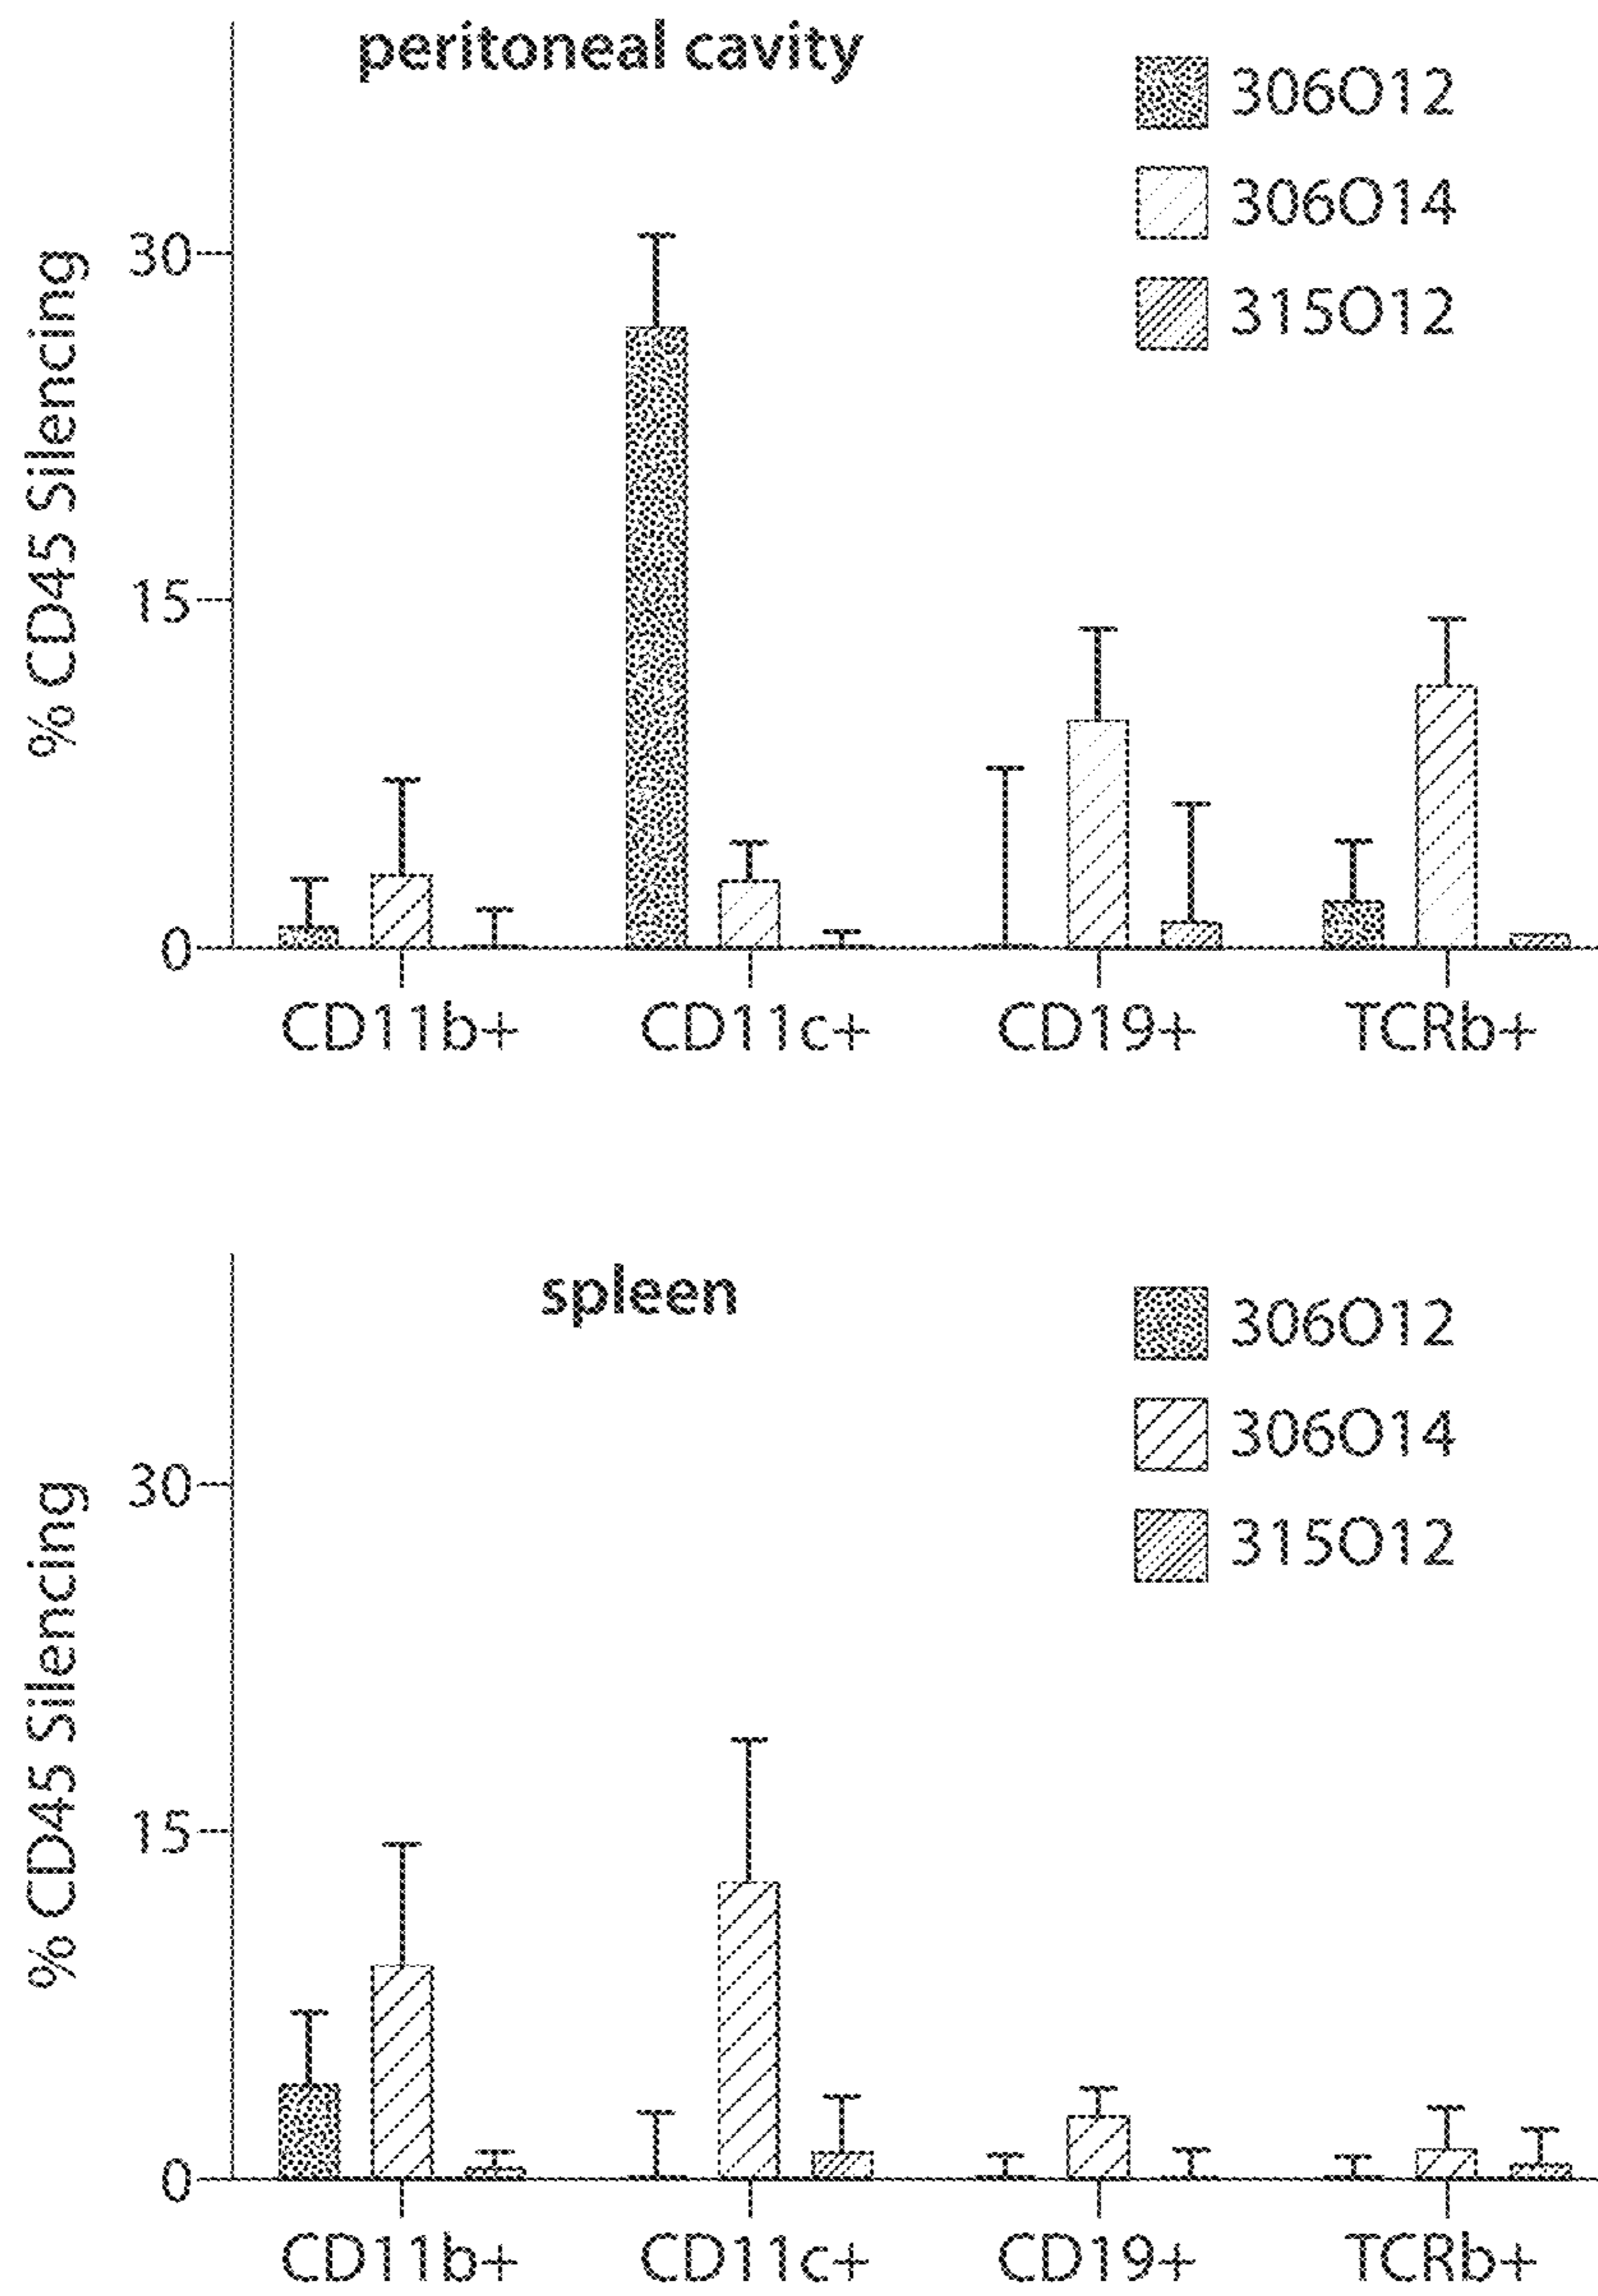 peritoneal cavity
306O12
306O14
315O12
% CD45 Silencing
30
15
0
CD11b+ CD11c+ CD19+ TCRb+
spleen
306O12
306O14
315O12
% CD45 Silencing
30
15
0
CD11b+ CD11c+ CD19+ TCRb+